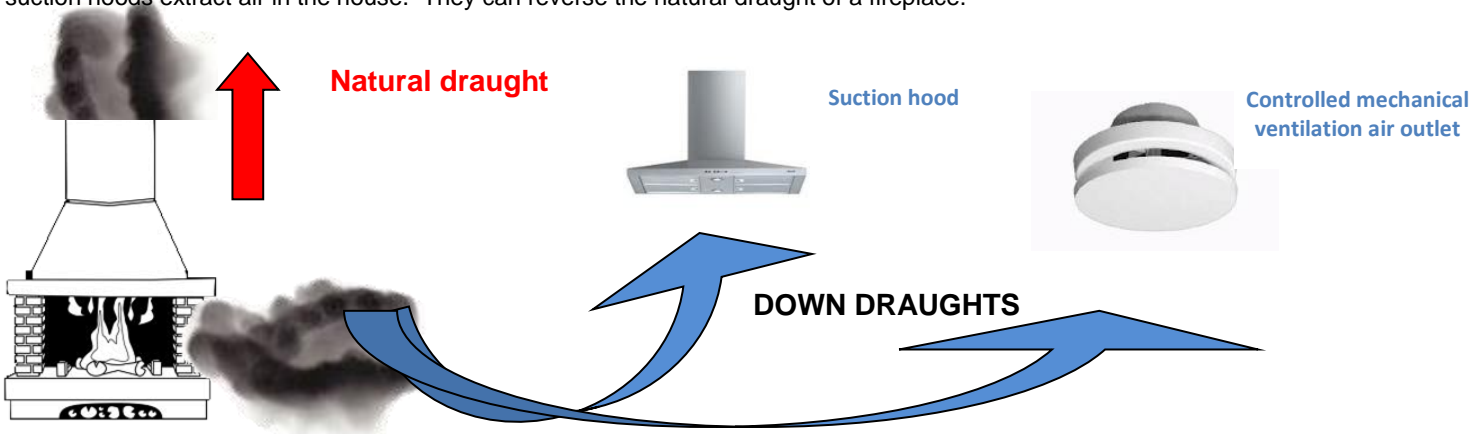 suction hoods extract air in the house. They can reverse the natural draught of a fireplace.
Natural draught
Suction hood
Controlled mechanical
ventilation air outlet
DOWN DRAUGHTS